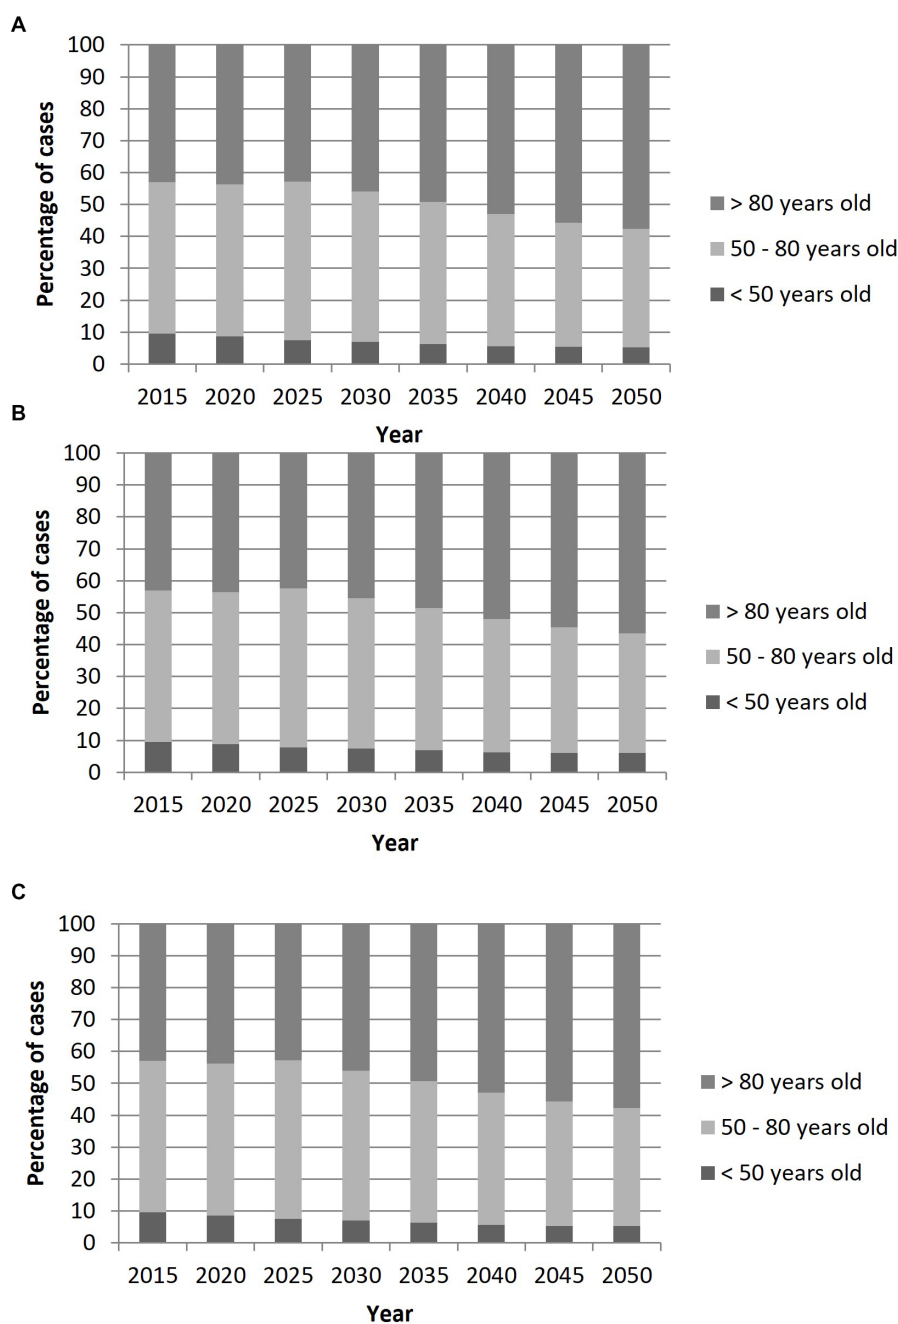 A
100
90
80
70
60
50
40
30
20
10
0
Percentage of cases
2015 2020 2025 2030 2035 2040 2045 2050
Year
> 80 years old
50 - 80 years old
< 50 years old
B
100
90
80
70
60
50
40
30
20
10
0
Percentage of cases
2015 2020 2025 2030 2035 2040 2045 2050
Year
> 80 years old
50 - 80 years old
< 50 years old
C
100
90
80
70
60
50
40
30
20
10
0
Percentage of cases
2015 2020 2025 2030 2035 2040 2045 2050
Year
> 80 years old
50 - 80 years old
< 50 years old